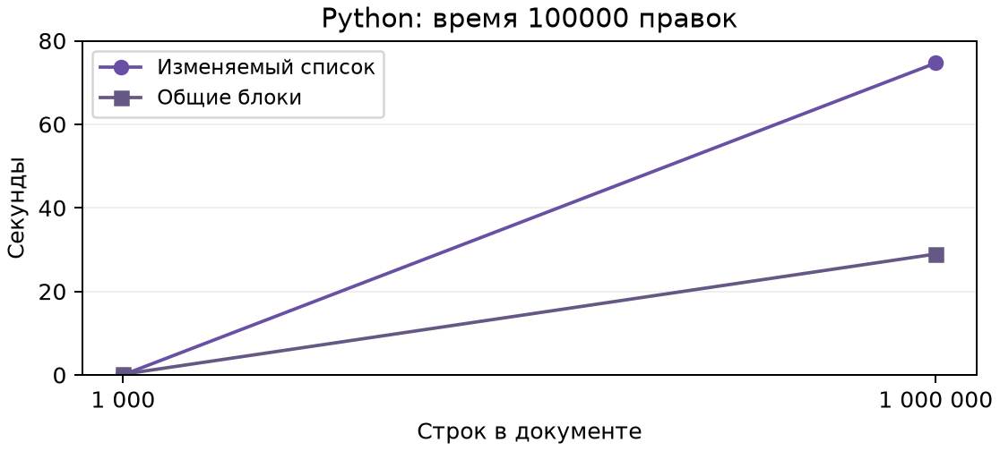 Python: время 100000 правок
Изменяемый список
Общие блоки
Секунды
80
60
40
20
0
1 000
1 000 000
Строк в документе